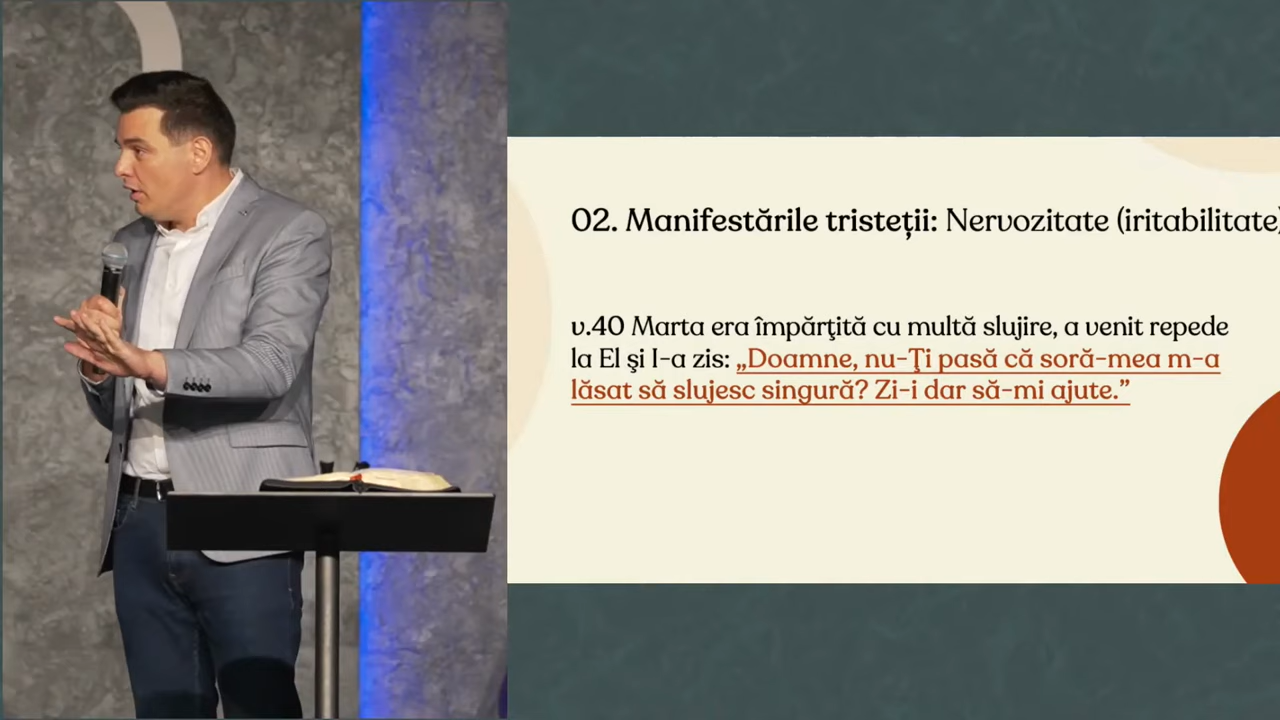 02. Manifestările tristeții: Nervozitate (iritabilitate)
v.40 Marta era împărţită cu multă slujire, a venit repede
la El şi I-a zis: „Doamne, nu-Ţi pasă că soră-mea m-a
lăsat să slujesc singură? Zi-i dar să-mi ajute.”